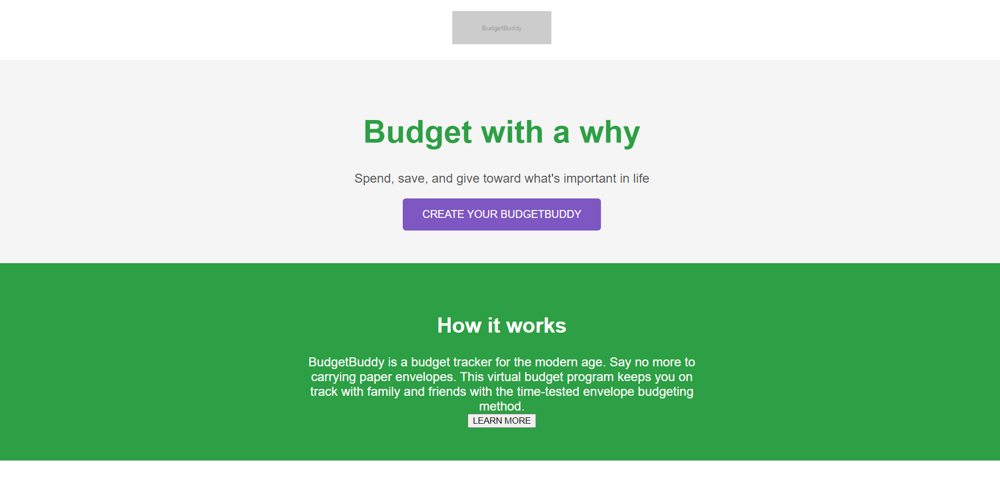 BudgetBuddy
Budget with a why
Spend, save, and give toward what's important in life
CREATE YOUR BUDGETBUDDY
How it works
BudgetBuddy is a budget tracker for the modern age. Say no more to
carrying paper envelopes. This virtual budget program keeps you on
track with family and friends with the time-tested envelope budgeting
method.
LEARN MORE